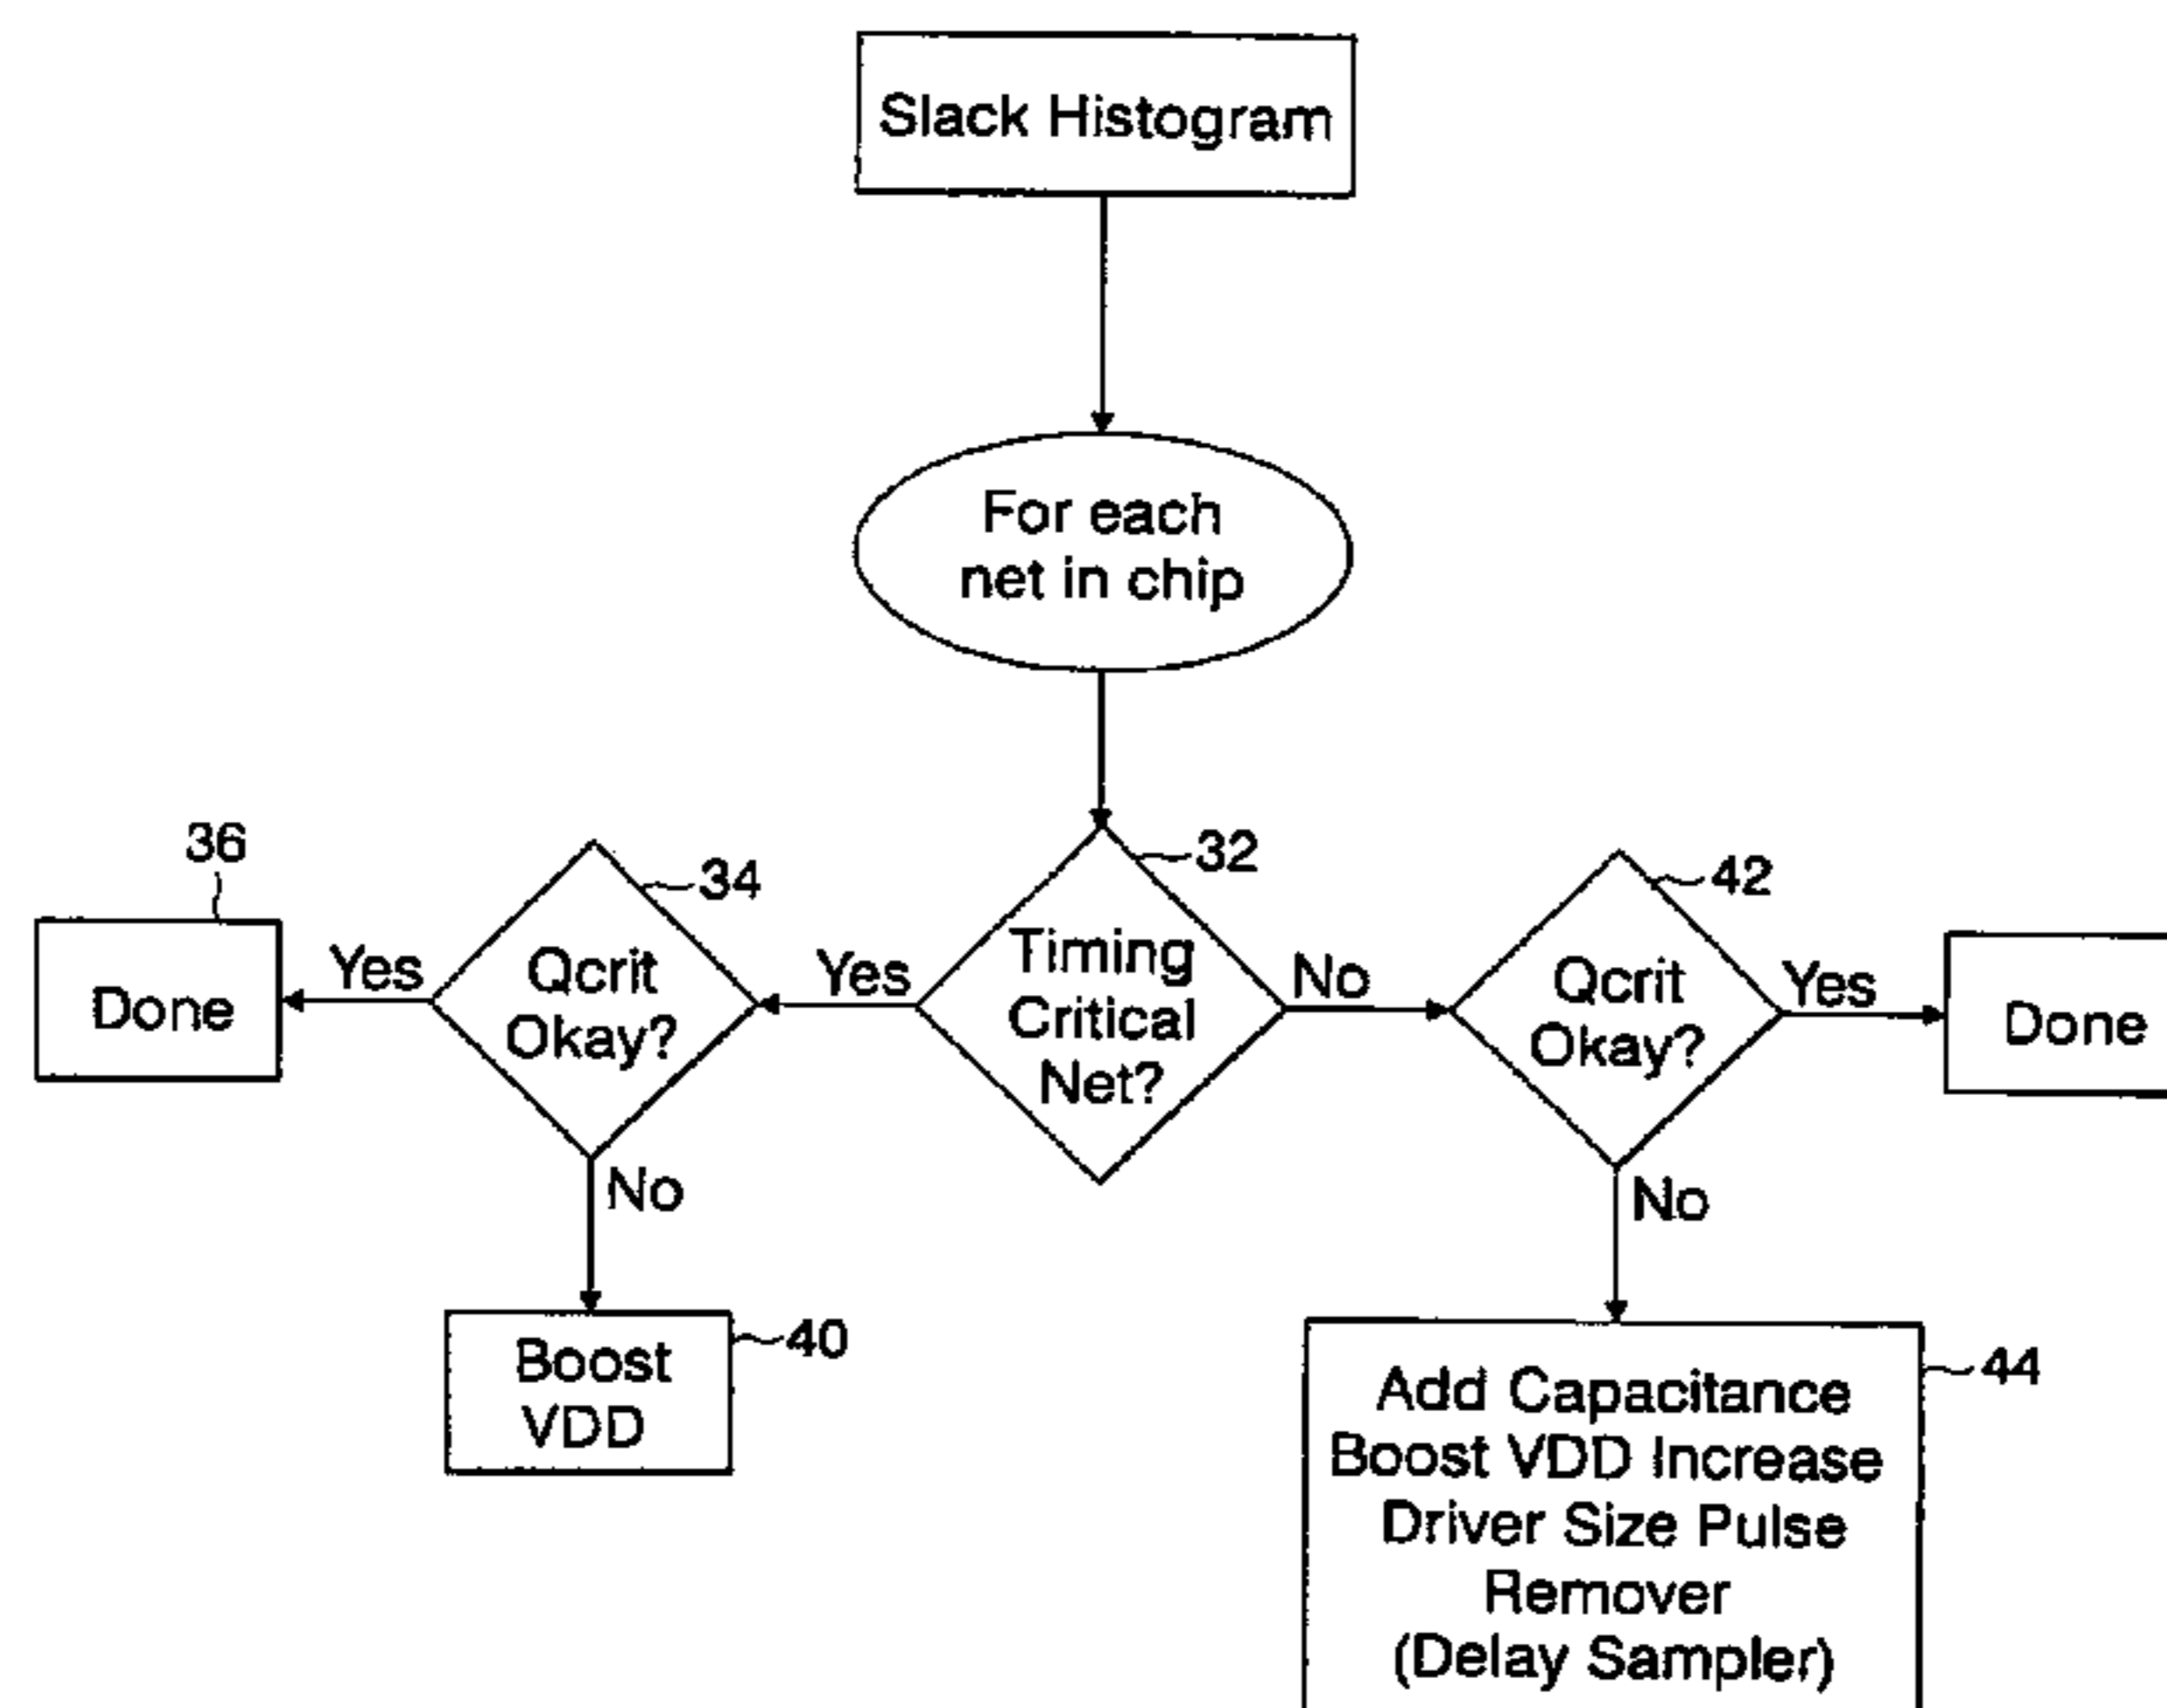 Slack Histogram
For each
net in chip
36
34
32
42
Done
Yes
Qcrit
Okay?
Yes
Timing
Critical
Net?
No
Qcrit
Okay?
Yes
Done
No
No
Boost
VDD
40
Add Capacitance
Boost VDD Increase
Driver Size Pulse
Remover
(Delay Sampler)
44